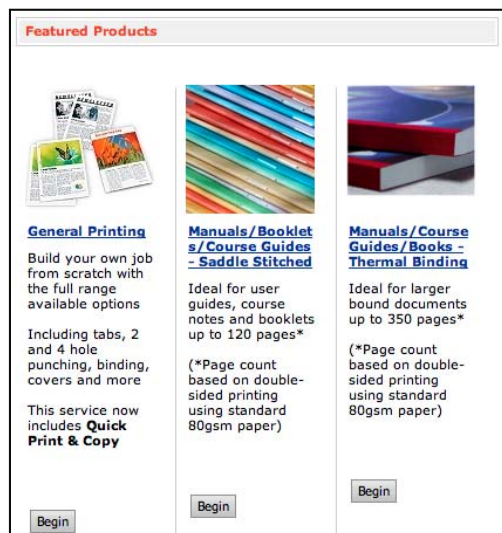 Featured Products
NEWSLETTER
NEWSLETTER
General Printing
Build your own job
from scratch with
the full range
available options
Including tabs, 2
and 4 hole
punching, binding,
covers and more
This service now
includes Quick
Print & Copy
Begin
Manuals/Booklet
s/Course Guides
- Saddle Stitched
Ideal for user
guides, course
notes and booklets
up to 120 pages*
(*Page count
based on double-
sided printing
using standard
80gsm paper)
Begin
Manuals/Course
Guides/Books -
Thermal Binding
Ideal for larger
bound documents
up to 350 pages*
(*Page count
based on double-
sided printing
using standard
80gsm paper)
Begin